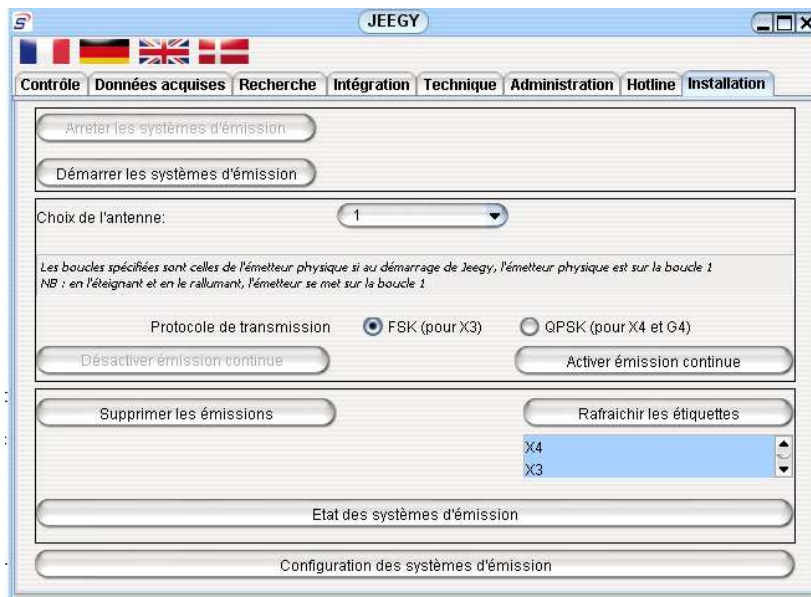 JEEGY
Contrôle Données acquises Recherche Intégration Technique Administration Hotline Installation
Arreter les systèmes d'émission
Démarrer les systèmes d'émission
Choix de l'antenne: 1
Les boucles spécifiées sont celles de l'émetteur physique si au démarrage de Jeegy, l'émetteur physique est sur la boucle 1
NB : en l'éteignant et en le rallumant, l'émetteur se met sur la boucle 1
Protocole de transmission FSK (pour X3) QPSK (pour X4 et G4)
Désactiver émission continue Activer émission continue
Supprimer les émissions Rafraichir les étiquettes
X4
X3
Etat des systèmes d'émission
Configuration des systèmes d'émission